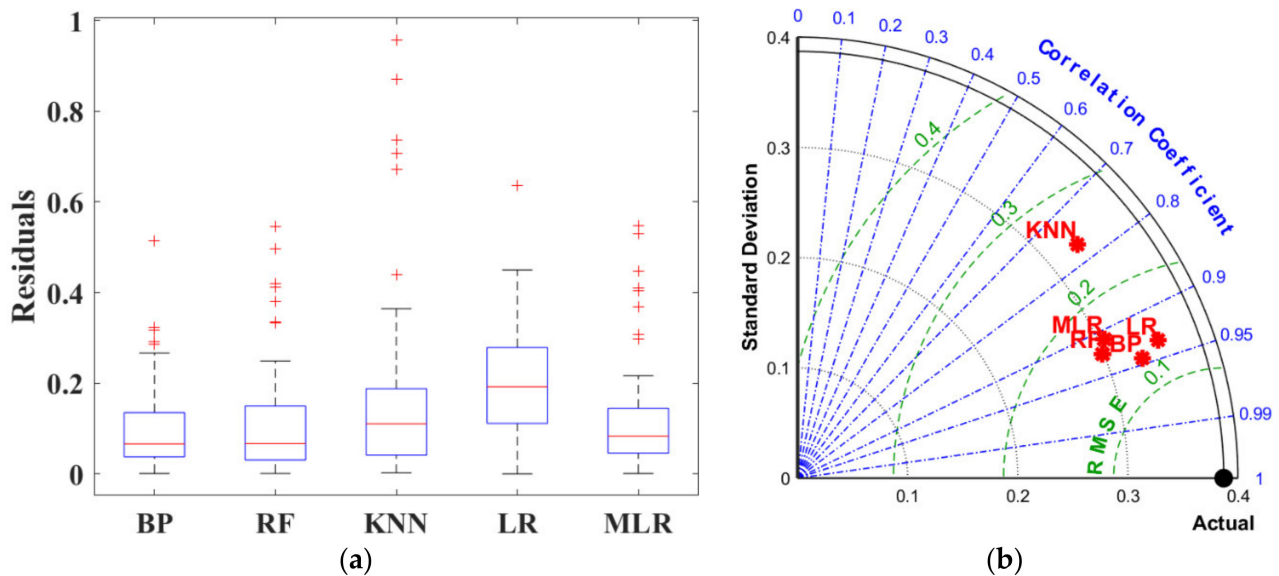 Residuals
1
0.8
0.6
0.4
0.2
0
BP RF KNN LR MLR
(a)
Standard Deviation
0.4
0.3
0.2
0.1
0
0 0.1 0.2 0.3 0.4 0.5 0.6 0.7 0.8 0.9 0.95 0.99 1
Correlation Coefficient
0.4
0.3
0.2
0.1
RMSE
KNN
MLR
LR
RF
BP
0.1 0.2 0.3 0.4
Actual
(b)